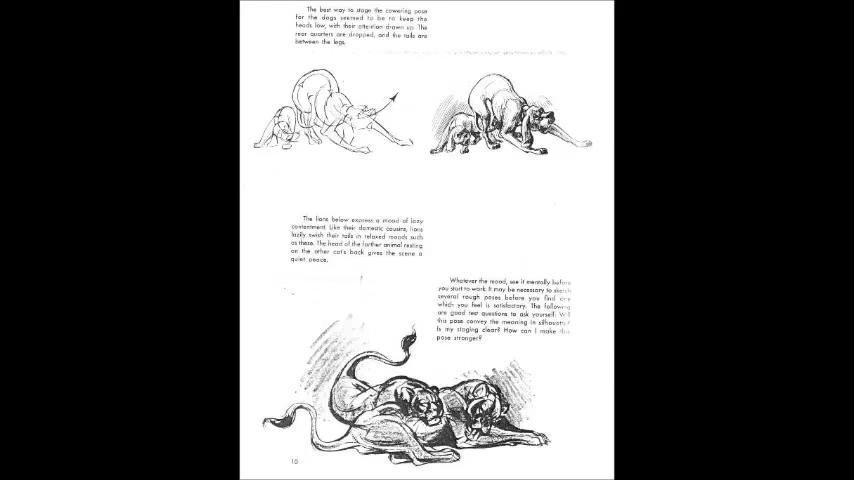 The best way to stage the cowering pose
for the dogs seemed to be to keep the
heads low, with their attention drawn up. The
rear quarters are dropped, and the tails are
between the legs.
The lions below express a mood of lazy
contentment. Like their domestic cousins, lions
lazily swish their tails in relaxed moods such
as these. The head of the farther animal resting
on the other cat's back gives the scene a
quiet peace.
Whatever the mood, see it mentally before
you start to work. It may be necessary to sketch
several rough poses before you find one
which you feel is satisfactory. The following
are good test questions to ask yourself: Will
this pose convey the meaning in silhouette?
Is my staging clear? How can I make this
pose stronger?
10